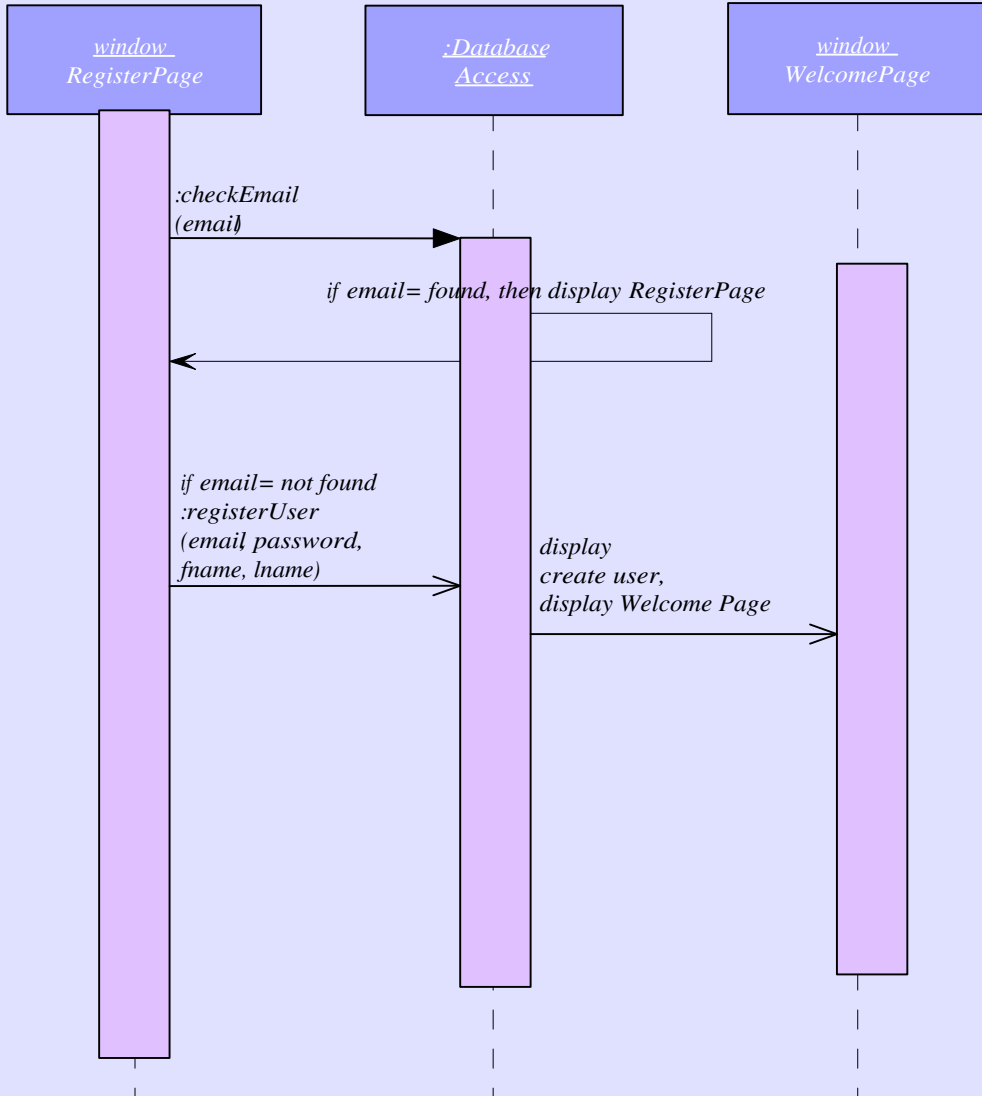 window
RegisterPage
:Database
Access
window
WelcomePage
:checkEmail
(email)
if email= found, then display RegisterPage
if email= not found
:registerUser
(email, password,
fname, lname)
display
create user,
display Welcome Page